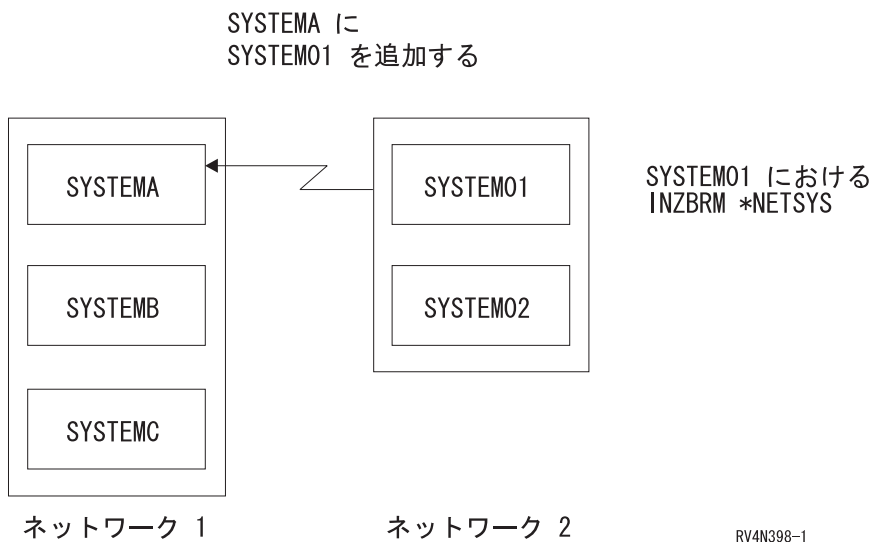 SYSTEMA に
SYSTEM01 を追加する
SYSTEMA
SYSTEMB
SYSTEMC
ネットワーク 1
SYSTEM01
SYSTEM02
ネットワーク 2
SYSTEM01 における
INZBRM *NETSYS
RV4N398-1